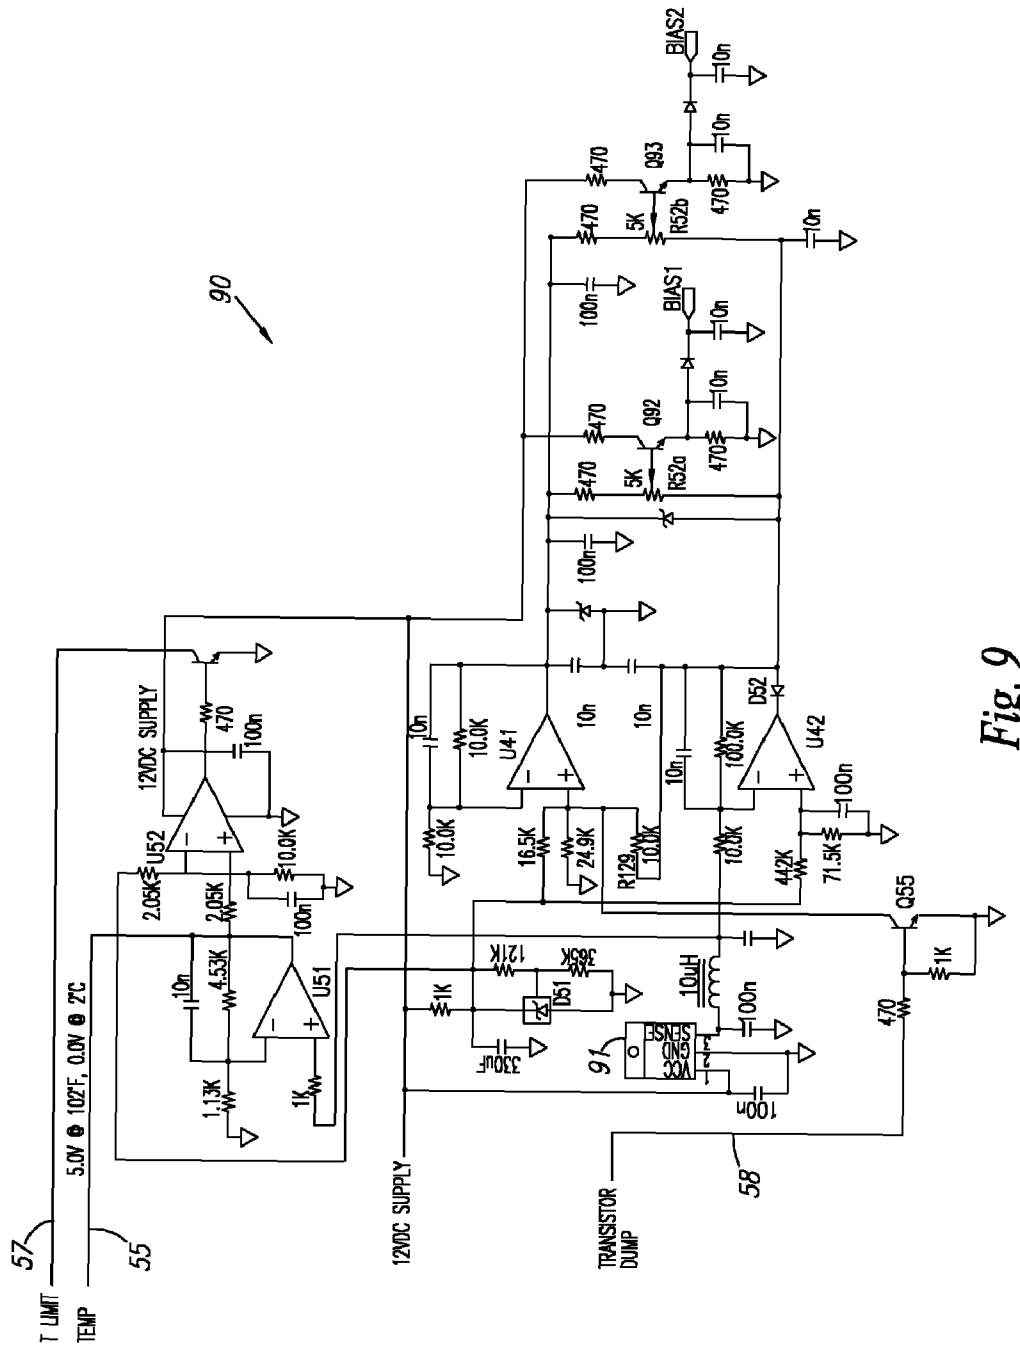 90
57
T LIMIT
5.0V @ 102°F, 0.0V @ 2°C
TEMP
55
12VDC SUPPLY
2.05K
U52
470
100n
2.05K
10.0K
100n
10n
4.53K
1.13K
U51
1K
12VDC SUPPLY
10n
10.0K
10.0K
U41
10n
100n
100n
470
470
5K
Q92
R52a
470
10n
BIAS1
10n
470
470
5K
Q93
R52b
470
10n
BIAS2
10n
10n
1K
121K
365K
D51
330uF
16.5K
24.9K
R129
10.0K
10n
10n
100.0K
D52
U42
10.0K
442K
71.5K
100n
10uH
91
SENSE
GND
VCC
3
2
1
100n
100n
TRANSISTOR
DUMP
58
470
1K
Q55
Fig. 9